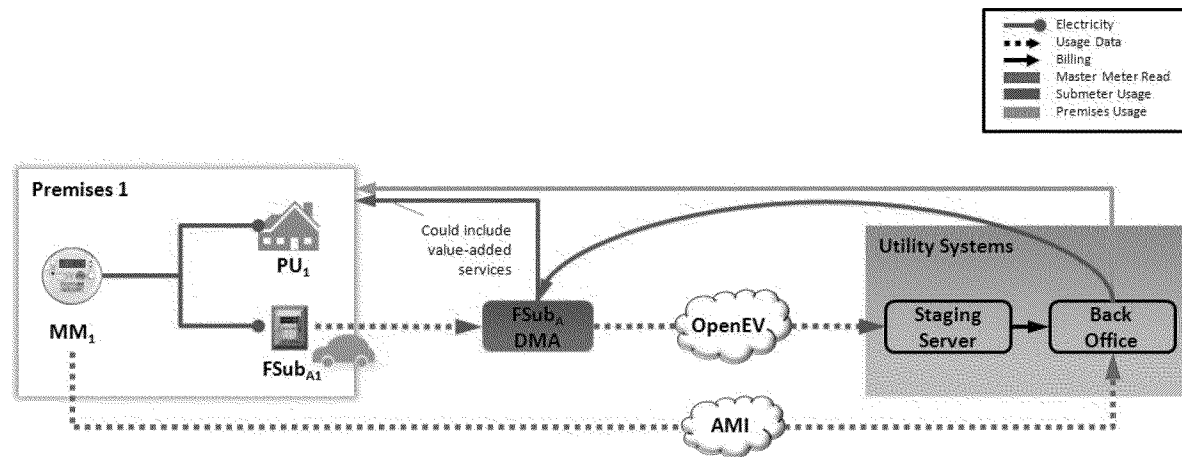 Electricity
Usage Data
Billing
Master Meter Read
Submeter Usage
Premises Usage
Premises 1
Could include
value-added
services
Utility Systems
PU1
MM1
FSubA1
FSubA
DMA
OpenEV
Staging
Server
Back
Office
AMI